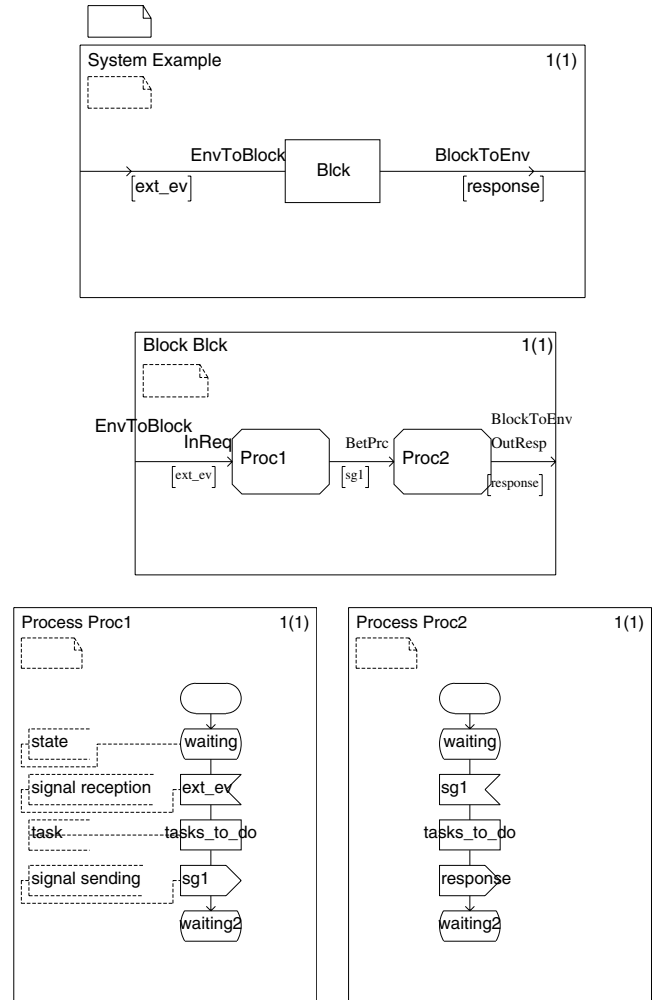 System Example 1(1)
EnvToBlock
Blck
BlockToEnv
[ext_ev]
[response]
Block Blck 1(1)
EnvToBlock
InReq
Proc1
BetPrc
Proc2
BlockToEnv
OutResp
[ext_ev]
[sg1]
[response]
Process Proc1 1(1)
state
waiting
signal reception
ext_ev
task
tasks_to_do
signal sending
sg1
waiting2
Process Proc2 1(1)
waiting
sg1
tasks_to_do
response
waiting2